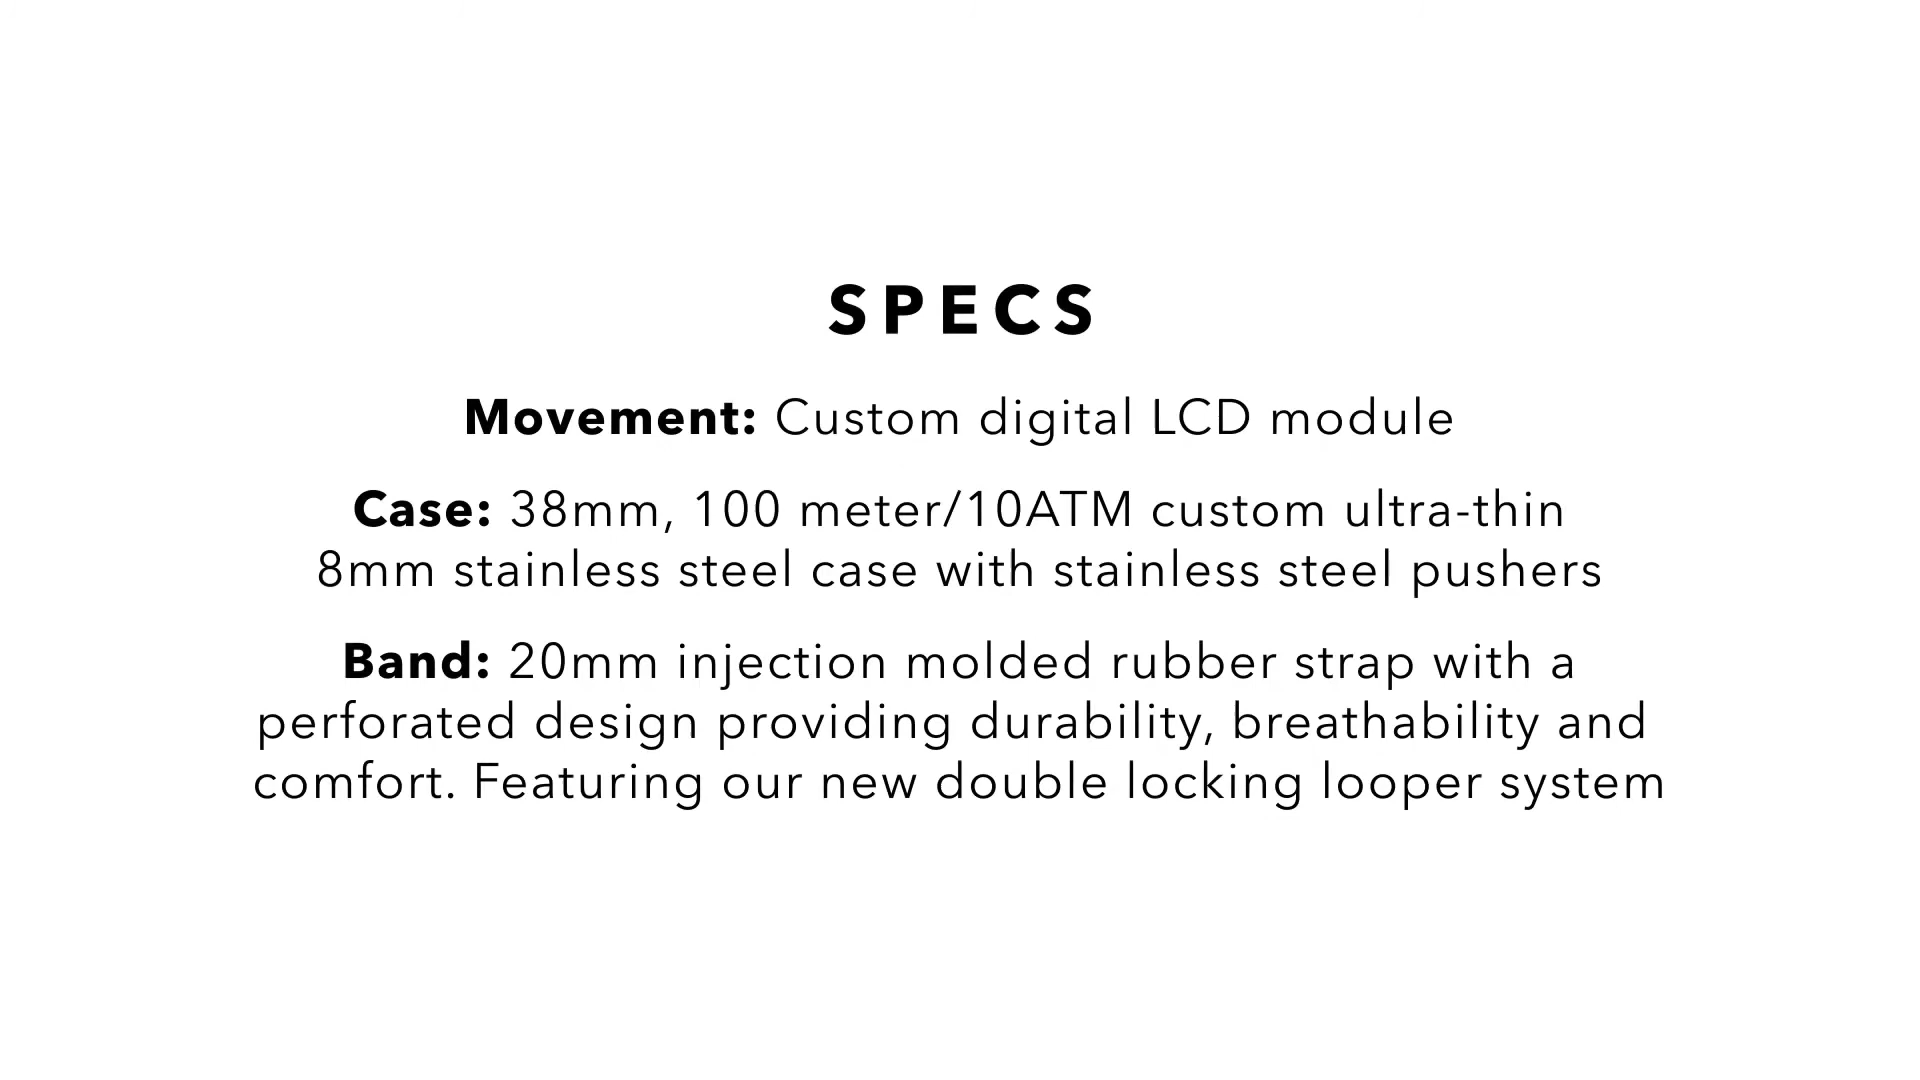 SPECS
Movement: Custom digital LCD module
Case: 38mm, 100 meter/10ATM custom ultra-thin
8mm stainless steel case with stainless steel pushers
Band: 20mm injection molded rubber strap with a
perforated design providing durability, breathability and
comfort. Featuring our new double locking looper system